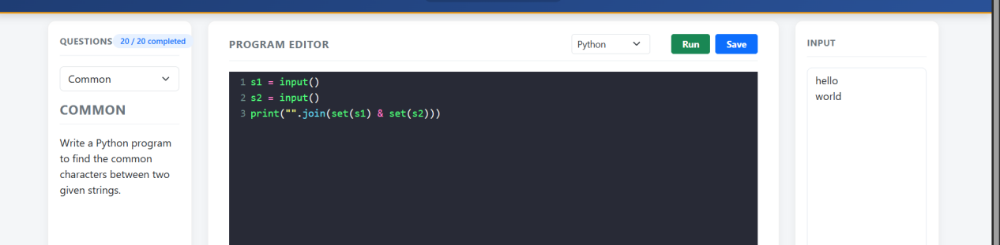 QUESTIONS 20 / 20 completed
Common
COMMON
Write a Python program
to find the common
characters between two
given strings.
PROGRAM EDITOR
Python
Run
Save
1 s1 = input()
2 s2 = input()
3 print("".join(set(s1) & set(s2)))
INPUT
hello
world